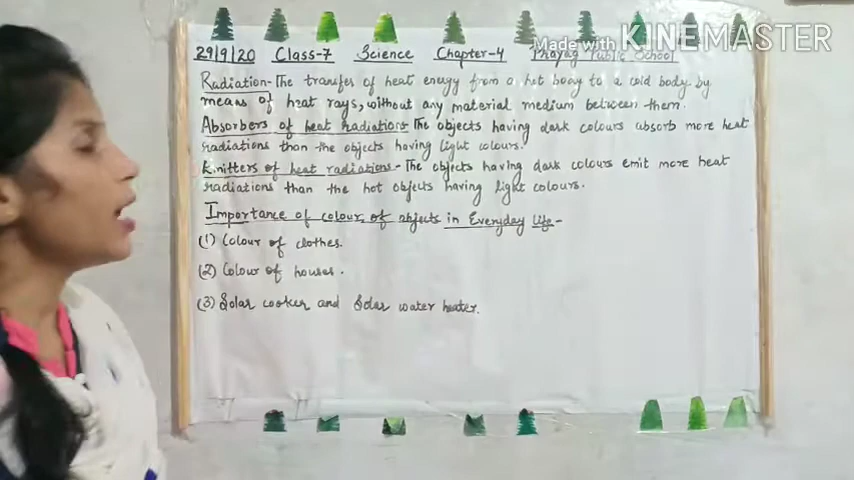 Made with KINEMASTER
29/9/20 Class-7 Science Chapter-4 Prayag Public School
Radiation- The transfer of heat energy from a hot body to a cold body by
means of heat rays, without any material medium between them.
Absorbers of heat radiations The objects having dark colours absorb more heat
radiations than the objects having light colours.
Emitters of heat radiations- The objects having dark colours emit more heat
radiations than the hot objects having light colours.
Importance of colour of objects in Everyday life-
(1) Colour of clothes.
(2) Colour of houses.
(3) Solar cooker and Solar water heater.